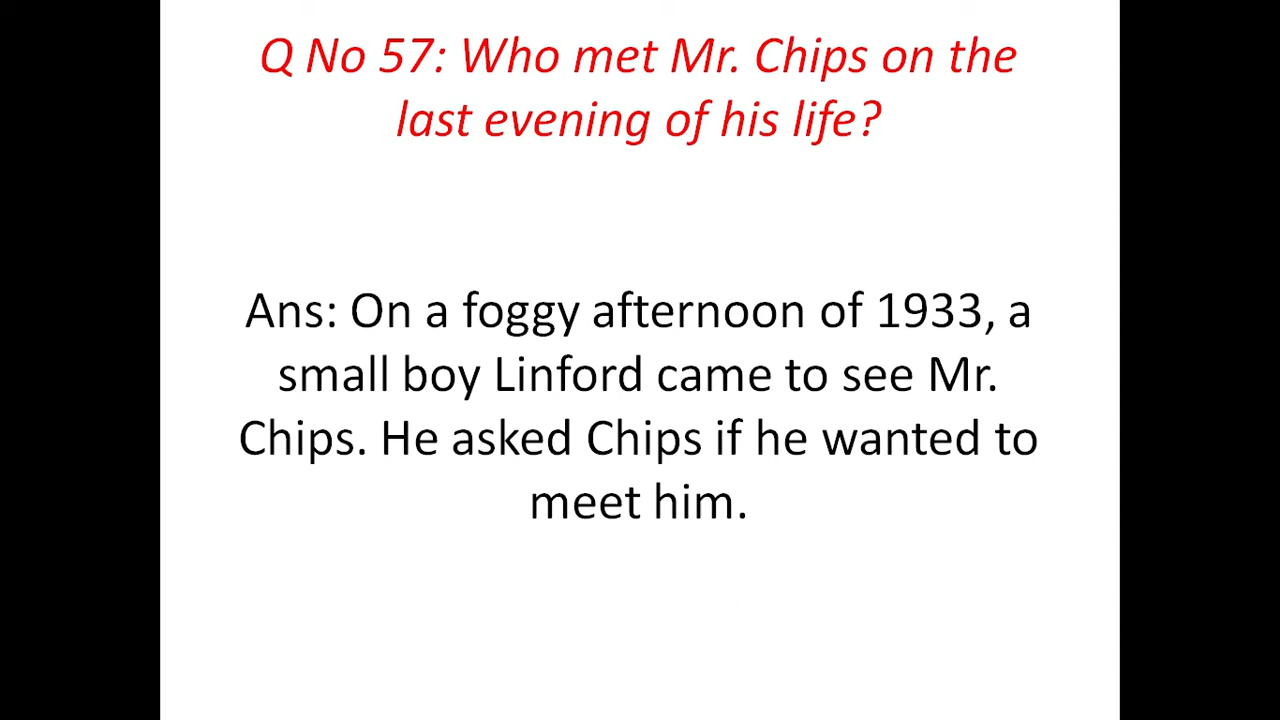 Q No 57: Who met Mr. Chips on the
last evening of his life?
Ans: On a foggy afternoon of 1933, a
small boy Linford came to see Mr.
Chips. He asked Chips if he wanted to
meet him.